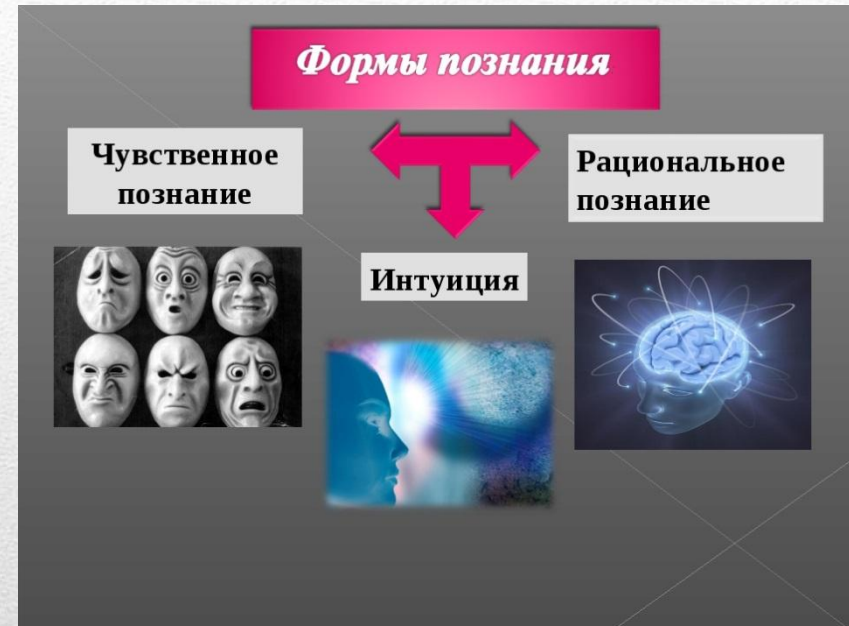 Формы познания
Чувственное
познание
Рациональное
познание
Интуиция